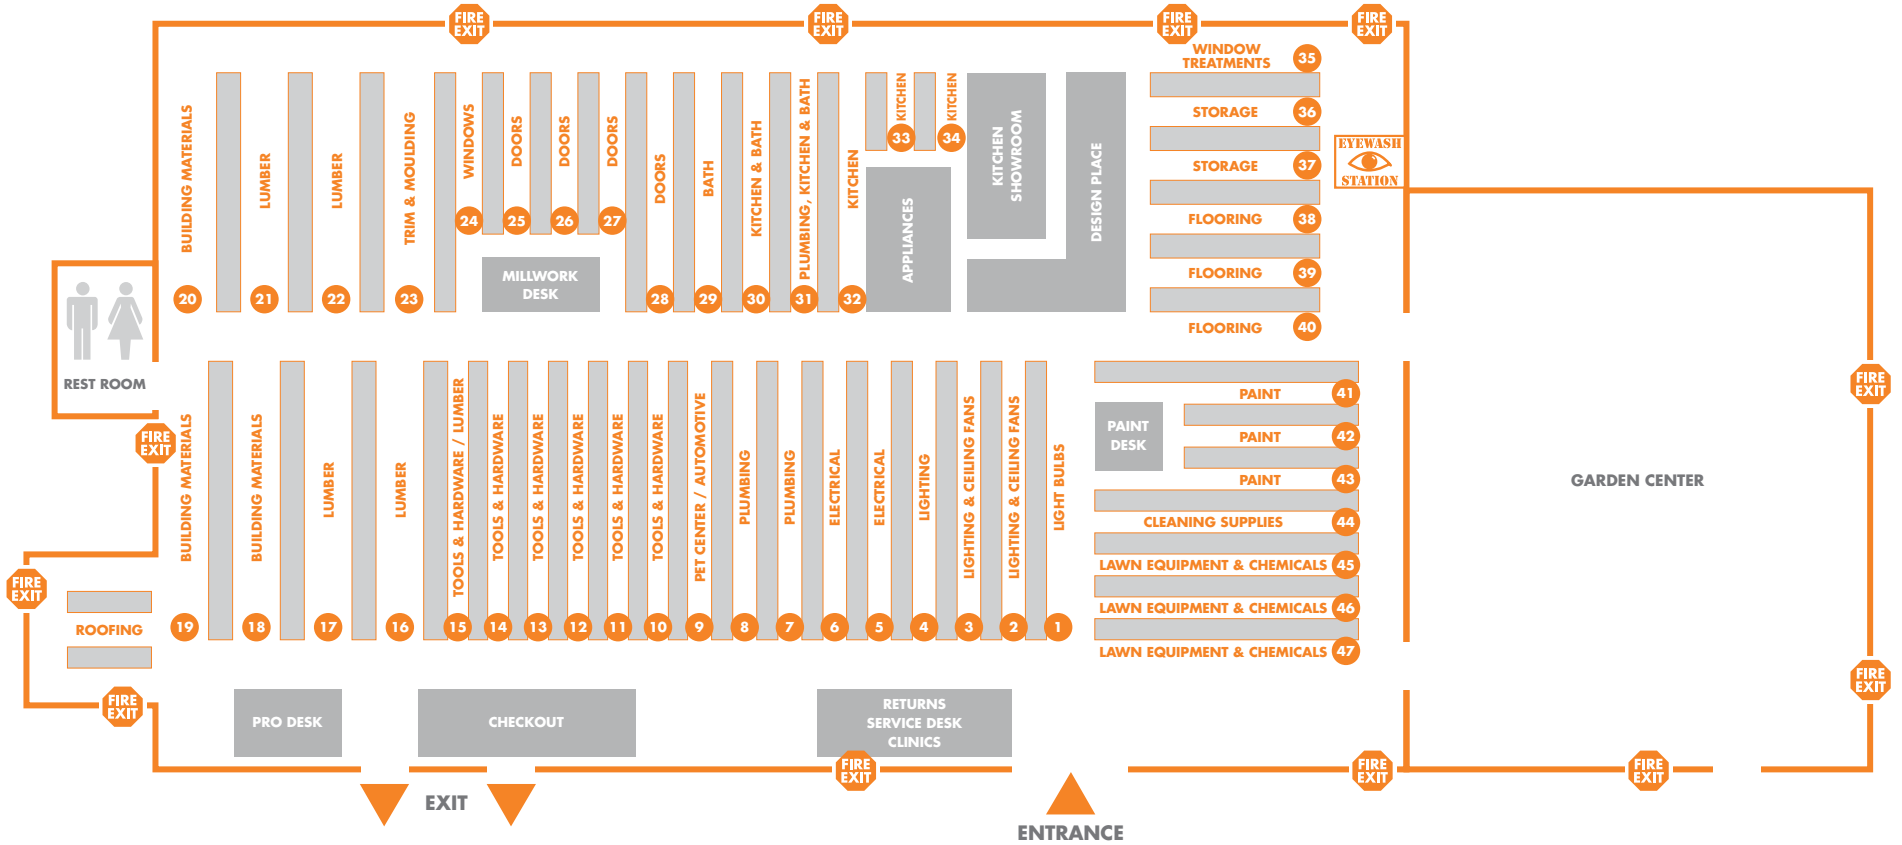 FIRE
EXIT
FIRE
EXIT
FIRE
EXIT
FIRE
EXIT
WINDOW
TREATMENTS
35
STORAGE
36
STORAGE
37
FLOORING
38
FLOORING
39
FLOORING
40
EYEWASH
STATION
BUILDING MATERIALS
20
LUMBER
21
LUMBER
22
TRIM & MOULDING
23
WINDOWS
24
DOORS
25
DOORS
26
DOORS
27
MILLWORK
DESK
DOORS
28
BATH
29
KITCHEN & BATH
30
PLUMBING, KITCHEN & BATH
31
KITCHEN
32
KITCHEN
33
KITCHEN
34
APPLIANCES
KITCHEN
SHOWROOM
DESIGN PLACE
REST ROOM
FIRE
EXIT
FIRE
EXIT
ROOFING
FIRE
EXIT
BUILDING MATERIALS
19
BUILDING MATERIALS
18
LUMBER
17
LUMBER
16
TOOLS & HARDWARE / LUMBER
15
TOOLS & HARDWARE
14
TOOLS & HARDWARE
13
TOOLS & HARDWARE
12
TOOLS & HARDWARE
11
TOOLS & HARDWARE
10
PET CENTER / AUTOMOTIVE
9
PLUMBING
8
PLUMBING
7
ELECTRICAL
6
ELECTRICAL
5
LIGHTING
4
LIGHTING & CEILING FANS
3
LIGHTING & CEILING FANS
2
LIGHT BULBS
1
PAINT
41
PAINT
DESK
PAINT
42
PAINT
43
CLEANING SUPPLIES
44
LAWN EQUIPMENT & CHEMICALS
45
LAWN EQUIPMENT & CHEMICALS
46
LAWN EQUIPMENT & CHEMICALS
47
GARDEN CENTER
FIRE
EXIT
FIRE
EXIT
PRO DESK
CHECKOUT
RETURNS
SERVICE DESK
CLINICS
FIRE
EXIT
FIRE
EXIT
FIRE
EXIT
EXIT
ENTRANCE